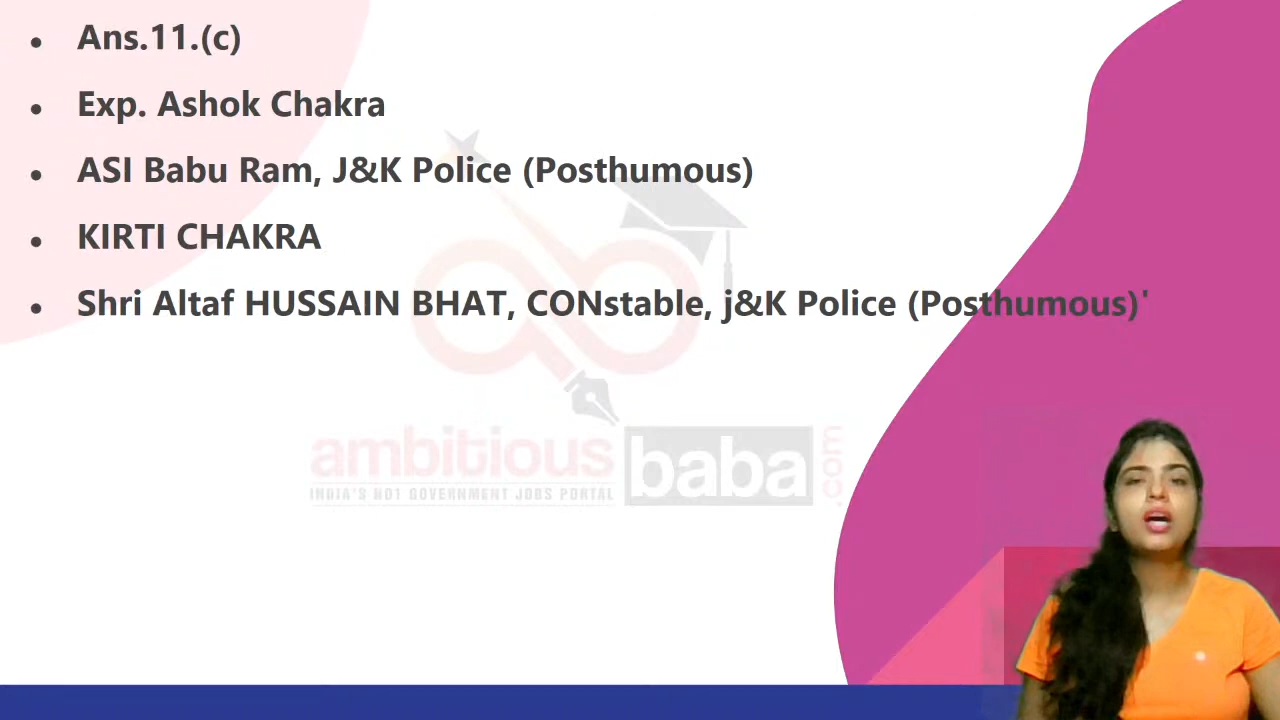 Ans.11.(c)
Exp. Ashok Chakra
ASI Babu Ram, J&K Police (Posthumous)
KIRTI CHAKRA
Shri Altaf HUSSAIN BHAT, CONstable, j&K Police (Posthumous)'
ambitious baba .com
INDIA'S NO1 GOVERNMENT JOBS PORTAL